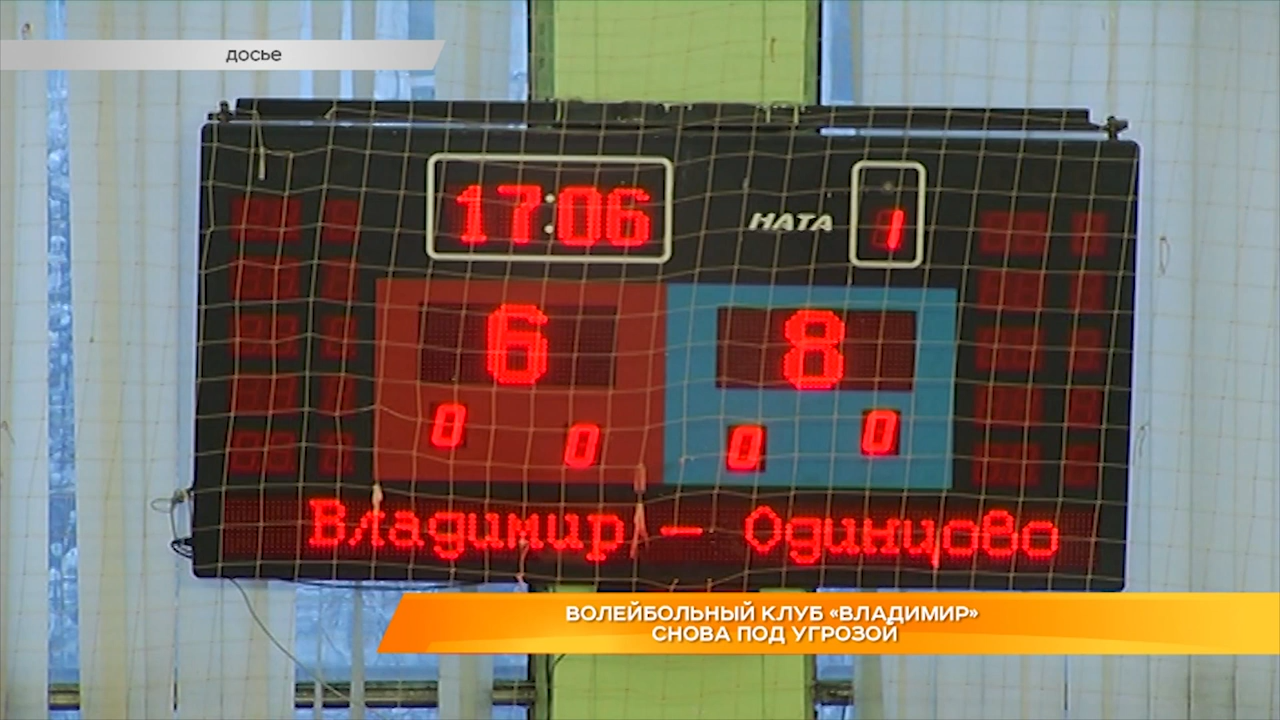 досье
17:06
НАТА 1
6 8
0 0 0 0
Владимир - Одинцово
ВОЛЕЙБОЛЬНЫЙ КЛУБ «ВЛАДИМИР»
СНОВА ПОД УГРОЗОЙ